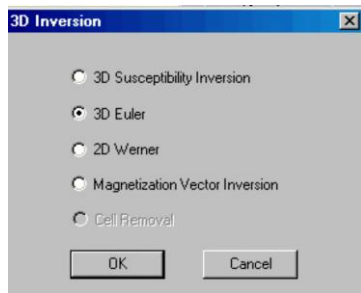 3D Inversion
3D Susceptibility Inversion
3D Euler
2D Werner
Magnetization Vector Inversion
Cell Removal
OK Cancel